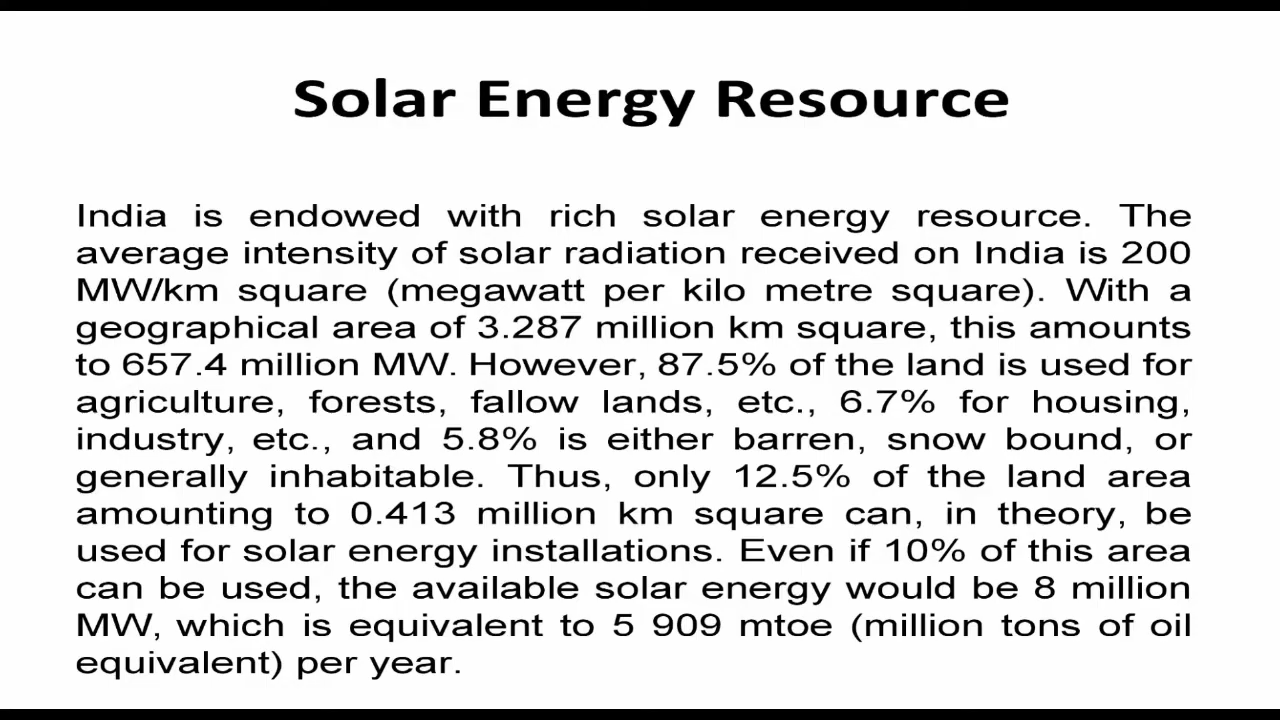 Solar Energy Resource
India is endowed with rich solar energy resource. The
average intensity of solar radiation received on India is 200
MW/km square (megawatt per kilo metre square). With a
geographical area of 3.287 million km square, this amounts
to 657.4 million MW. However, 87.5% of the land is used for
agriculture, forests, fallow lands, etc., 6.7% for housing,
industry, etc., and 5.8% is either barren, snow bound, or
generally inhabitable. Thus, only 12.5% of the land area
amounting to 0.413 million km square can, in theory, be
used for solar energy installations. Even if 10% of this area
can be used, the available solar energy would be 8 million
MW, which is equivalent to 5 909 mtoe (million tons of oil
equivalent) per year.